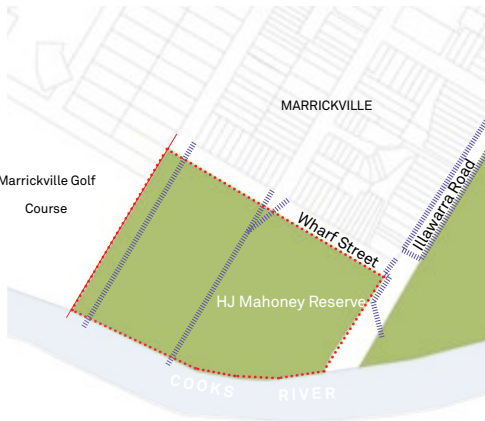 MARRICKVILLE
Marrickville Golf
Course
Illawarra Road
Wharf Street
HJ Mahoney Reserve
COOKS RIVER